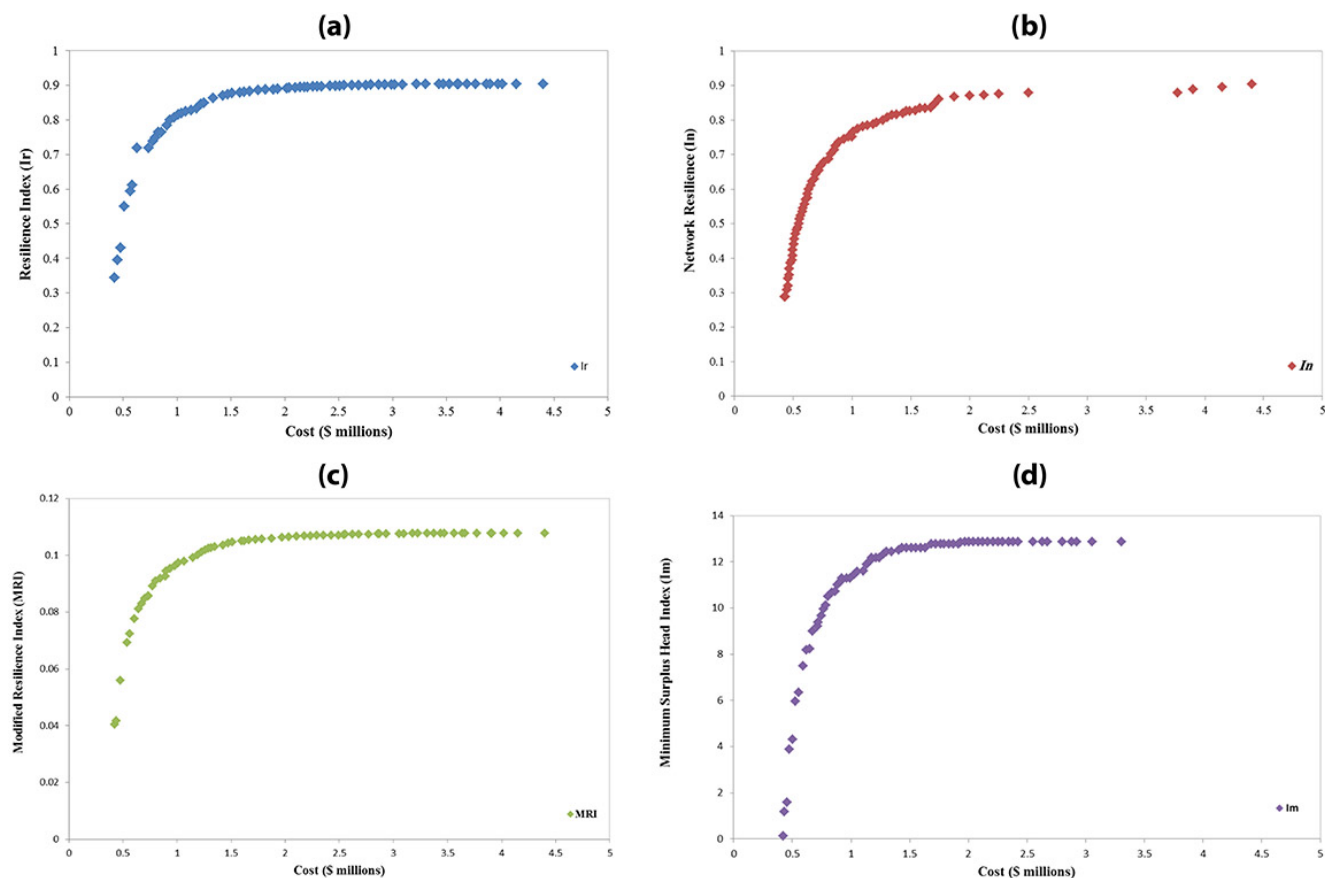 (a)
1
0.9
0.8
0.7
0.6
0.5
0.4
0.3
0.2
0.1
0
Resilience Index (Ir)
Ir
0 0.5 1 1.5 2 2.5 3 3.5 4 4.5 5
Cost ($ millions)
(b)
1
0.9
0.8
0.7
0.6
0.5
0.4
0.3
0.2
0.1
0
Network Resilience (In)
In
0 0.5 1 1.5 2 2.5 3 3.5 4 4.5 5
Cost ($ millions)
(c)
0.12
0.1
0.08
0.06
0.04
0.02
0
Modified Resilience Index (MRI)
MRI
0 0.5 1 1.5 2 2.5 3 3.5 4 4.5 5
Cost ($ millions)
(d)
14
12
10
8
6
4
2
0
Minimum Surplus Head Index (Im)
Im
0 0.5 1 1.5 2 2.5 3 3.5 4 4.5 5
Cost ($ millions)